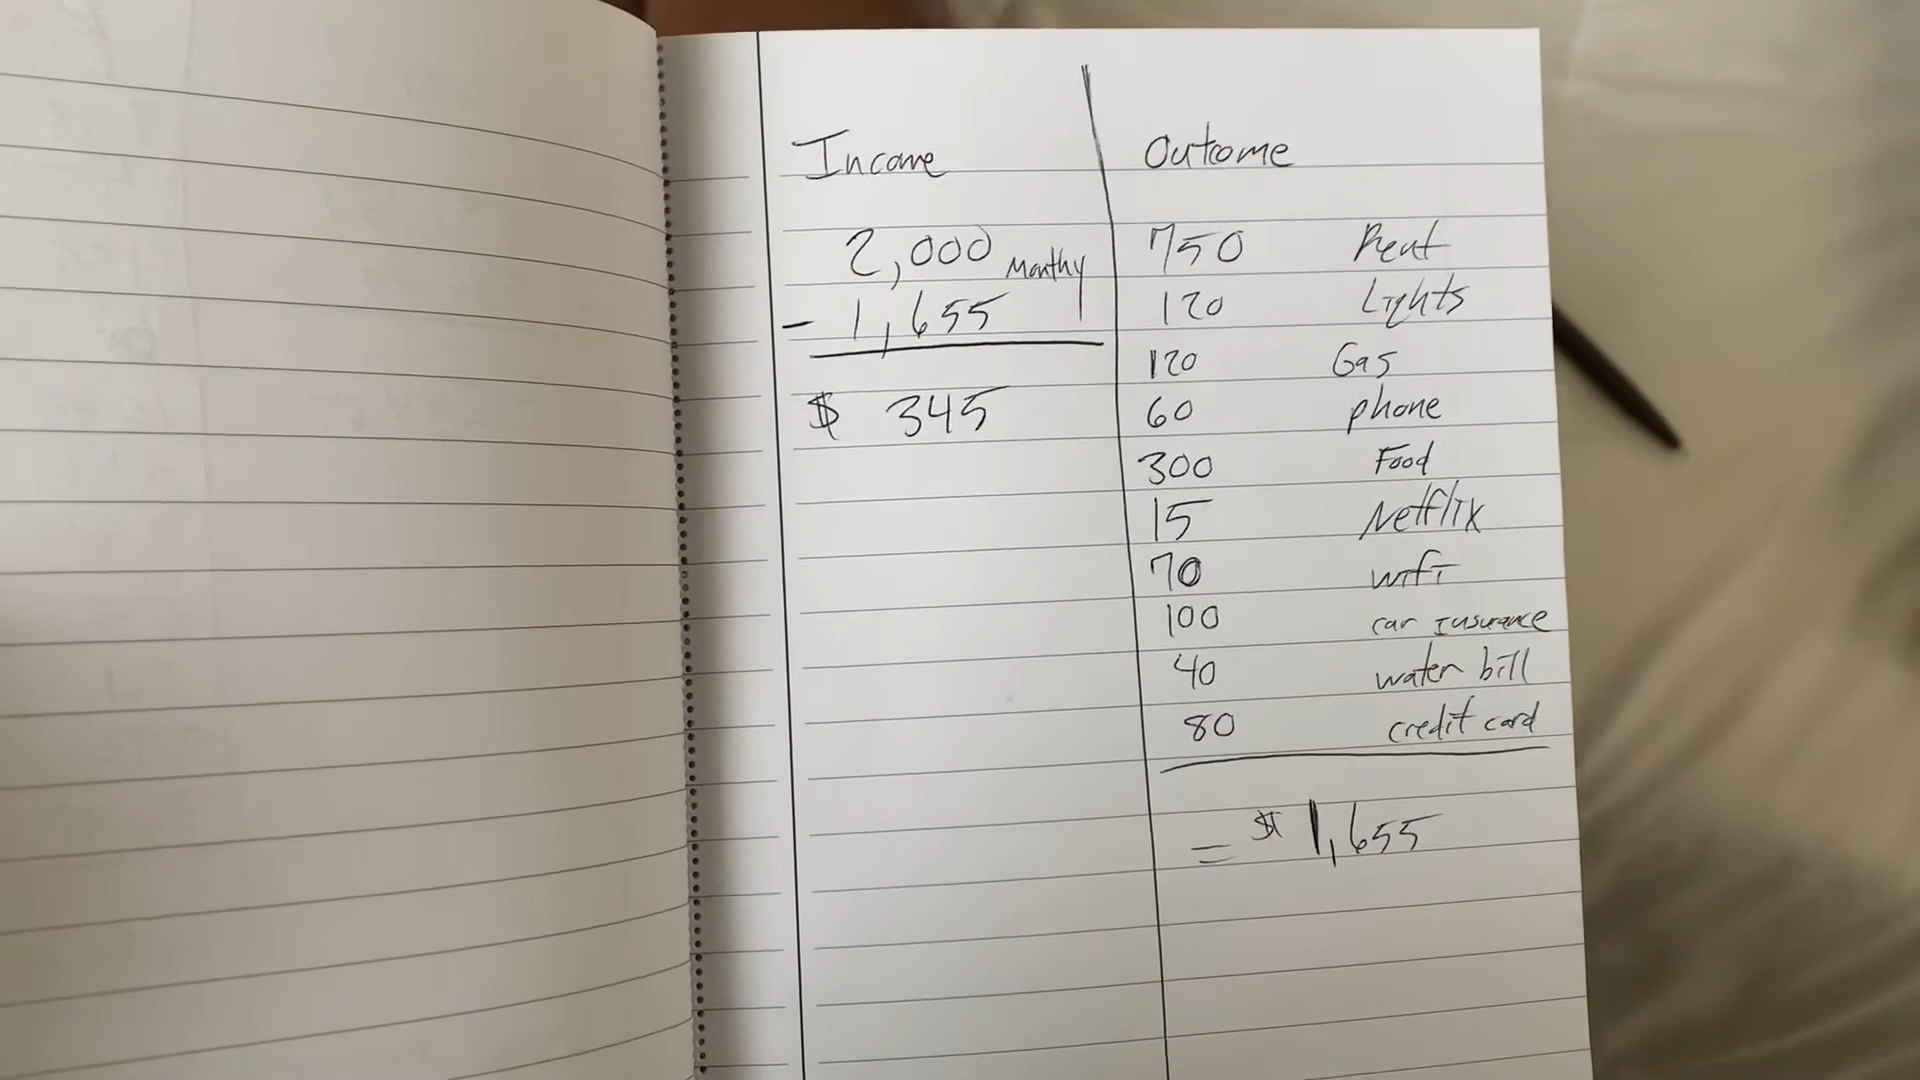 Income
2,000 Monthy
- 1,655
$ 345
Outcome
750 Rent
120 Lights
120 Gas
60 phone
300 Food
15 Netflix
70 wifi
100 car insurance
40 water bill
80 credit card
= $ 1,655